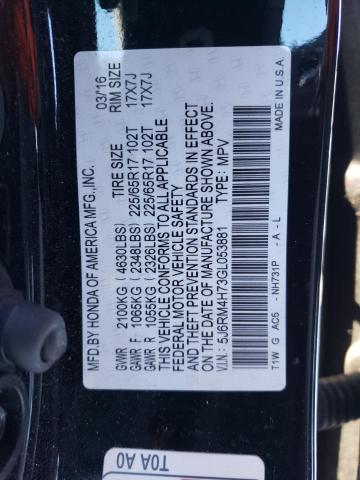 MFD.BY HONDA OF AMERICA MFG.,INC. 03/16
TIRE SIZE RIM SIZE
GVWR 2100KG (4630LBS)
GAWR F 1065KG (2348LBS) 225/65R17 102T 17X7J
GAWR R 1055KG (2326LBS) 225/65R17 102T 17X7J
THIS VEHICLE CONFORMS TO ALL APPLICABLE
FEDERAL MOTOR VEHICLE SAFETY
AND THEFT PREVENTION STANDARDS IN EFFECT
ON THE DATE OF MANUFACTURE SHOWN ABOVE.
V.I.N.: 5J6RM4H73GL053881 TYPE: MPV
T1W G AC5 - NH731P - A - L MADE IN U.S.A.
T0A A0